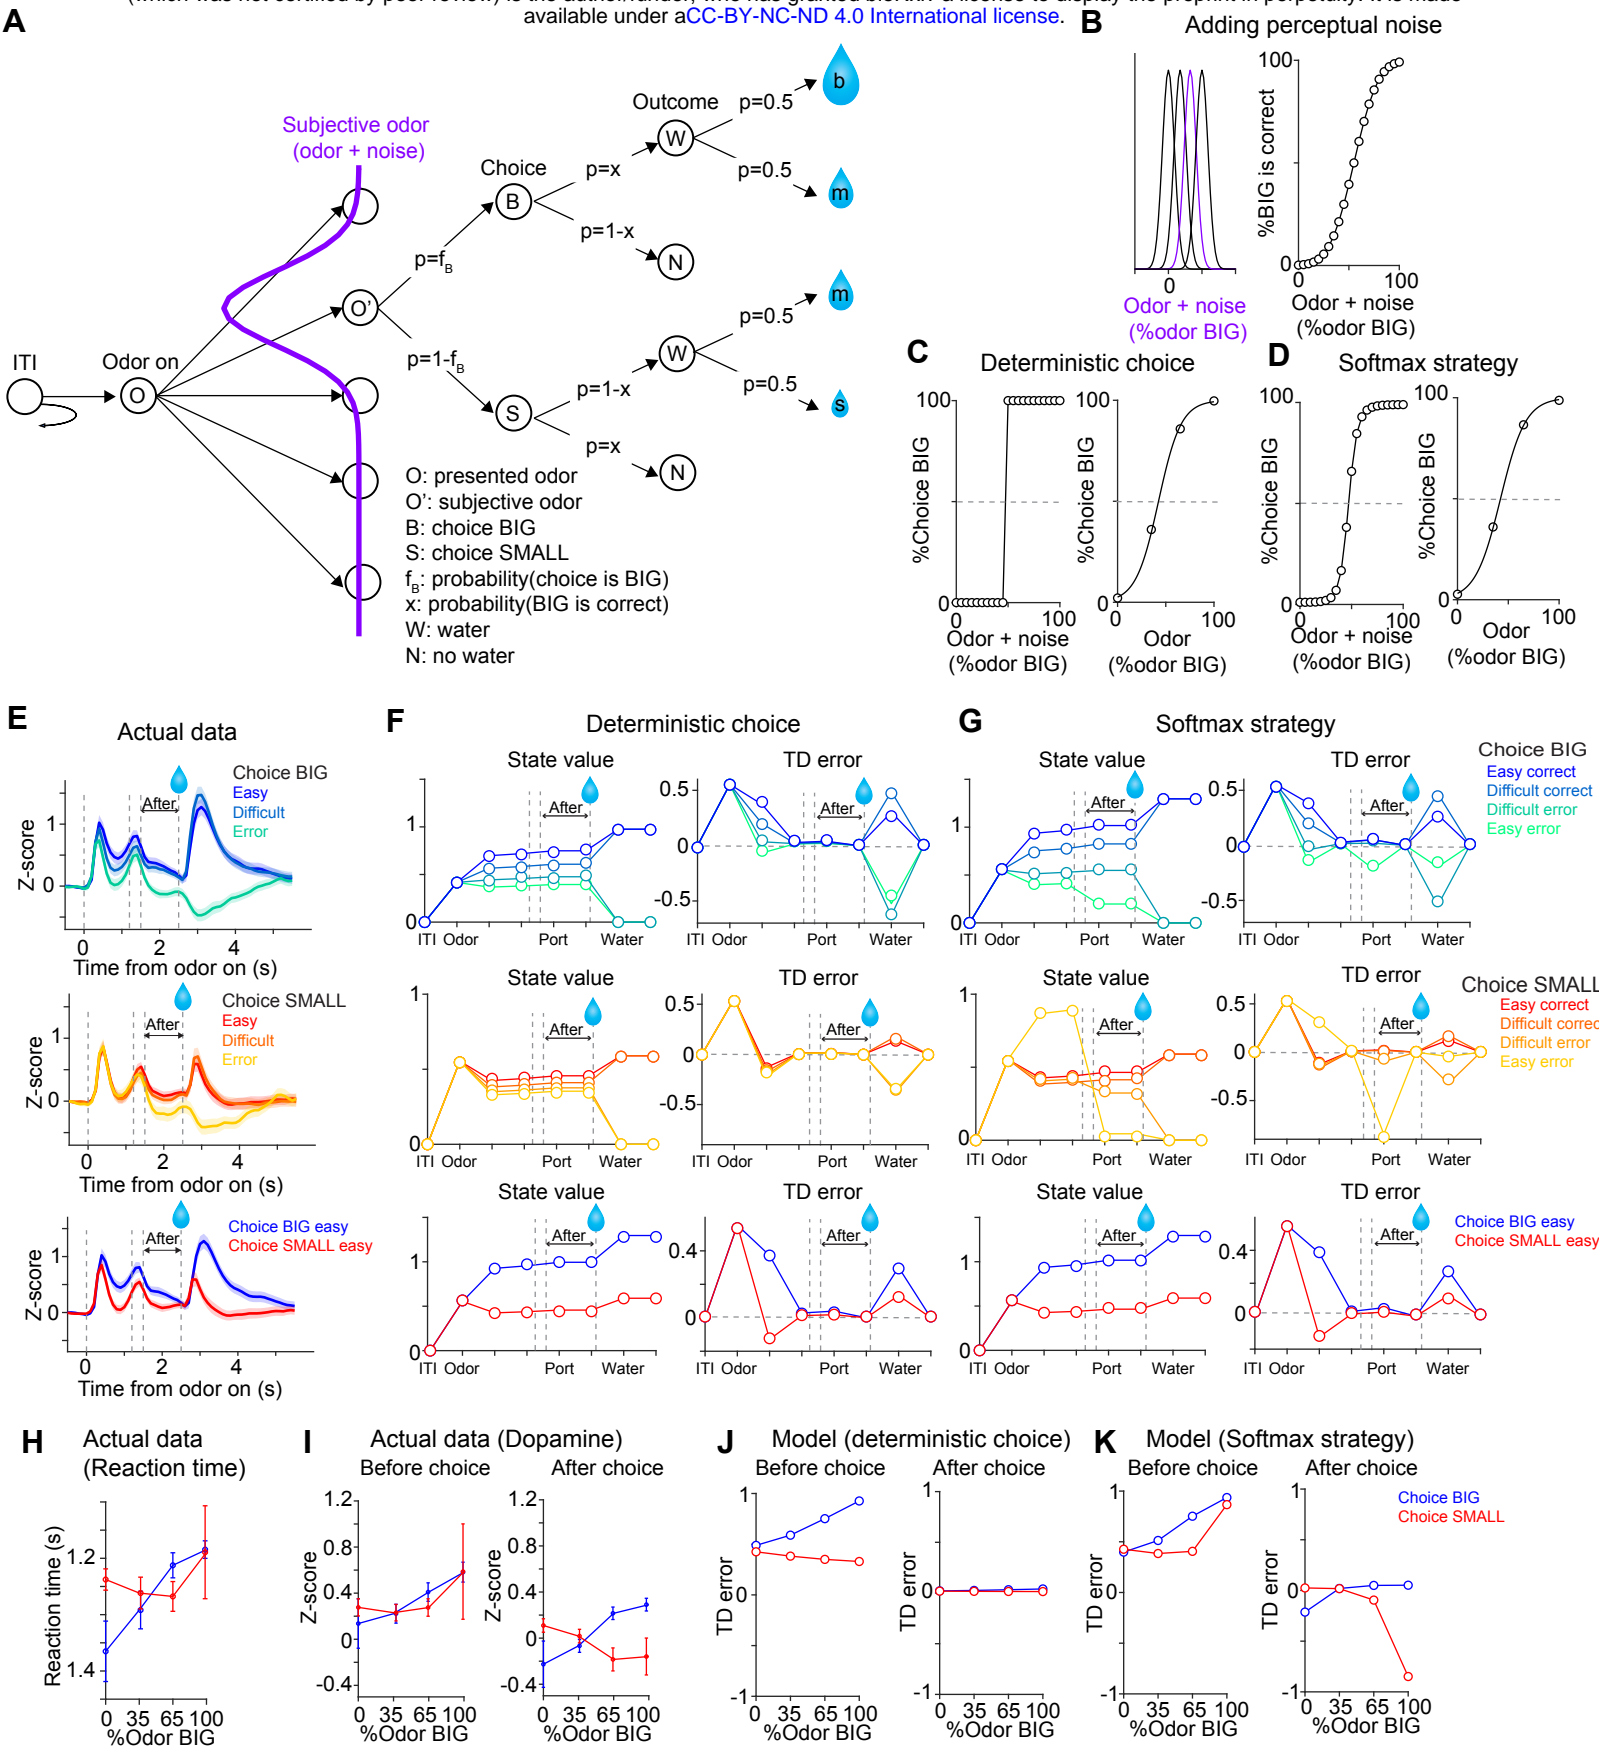 available under aCC-BY-NC-ND 4.0 International license.
A
Subjective odor
(odor + noise)
ITI
Odor on
O
O'
p=fB
p=1-fB
Choice
B
S
p=x
p=1-x
p=1-x
p=x
Outcome
W
N
W
N
p=0.5
p=0.5
p=0.5
p=0.5
b
m
m
s
O: presented odor
O': subjective odor
B: choice BIG
S: choice SMALL
fB: probability(choice is BIG)
x: probability(BIG is correct)
W: water
N: no water
B
Adding perceptual noise
0
Odor + noise
(%odor BIG)
%BIG is correct
100
0
100
Odor + noise
(%odor BIG)
C
Deterministic choice
%Choice BIG
100
0
0
100
Odor + noise
(%odor BIG)
%Choice BIG
100
0
0
100
Odor
(%odor BIG)
D
Softmax strategy
%Choice BIG
100
0
0
100
Odor + noise
(%odor BIG)
%Choice BIG
100
0
0
100
Odor
(%odor BIG)
E
Actual data
Choice BIG
Easy
Difficult
Error
After
Z-score
1
0
0 2 4
Time from odor on (s)
Choice SMALL
Easy
Difficult
Error
After
Z-score
1
0
0 2 4
Time from odor on (s)
Choice BIG easy
Choice SMALL easy
After
Z-score
1
0
0 2 4
Time from odor on (s)
F
Deterministic choice
State value
After
1
0
ITI Odor Port Water
TD error
After
0.5
0
-0.5
ITI Odor Port Water
State value
After
1
0
ITI Odor Port Water
TD error
After
0.5
0
-0.5
ITI Odor Port Water
State value
After
1
0
ITI Odor Port Water
TD error
After
0.4
0
ITI Odor Port Water
G
Softmax strategy
State value
After
1
0
ITI Odor Port Water
TD error
After
0.5
0
-0.5
ITI Odor Port Water
Choice BIG
Easy correct
Difficult correct
Difficult error
Easy error
State value
After
1
0
ITI Odor Port Water
TD error
After
0.5
0
-0.5
ITI Odor Port Water
Choice SMALL
Easy correct
Difficult correc
Difficult error
Easy error
State value
After
1
0
ITI Odor Port Water
TD error
After
0.4
0
ITI Odor Port Water
Choice BIG easy
Choice SMALL easy
H
Actual data
(Reaction time)
Reaction time (s)
1.2
1.4
0 35 65 100
%Odor BIG
I
Actual data (Dopamine)
Before choice
Z-score
1.2
0.8
0.4
0
-0.4
0 35 65 100
%Odor BIG
After choice
Z-score
1.2
0.8
0.4
0
-0.4
0 35 65 100
%Odor BIG
J
Model (deterministic choice)
Before choice
TD error
1
0
-1
0 35 65 100
%Odor BIG
After choice
TD error
1
0
-1
0 35 65 100
%Odor BIG
K
Model (Softmax strategy)
Before choice
TD error
1
0
-1
0 35 65 100
%Odor BIG
After choice
TD error
1
0
-1
0 35 65 100
%Odor BIG
Choice BIG
Choice SMALL